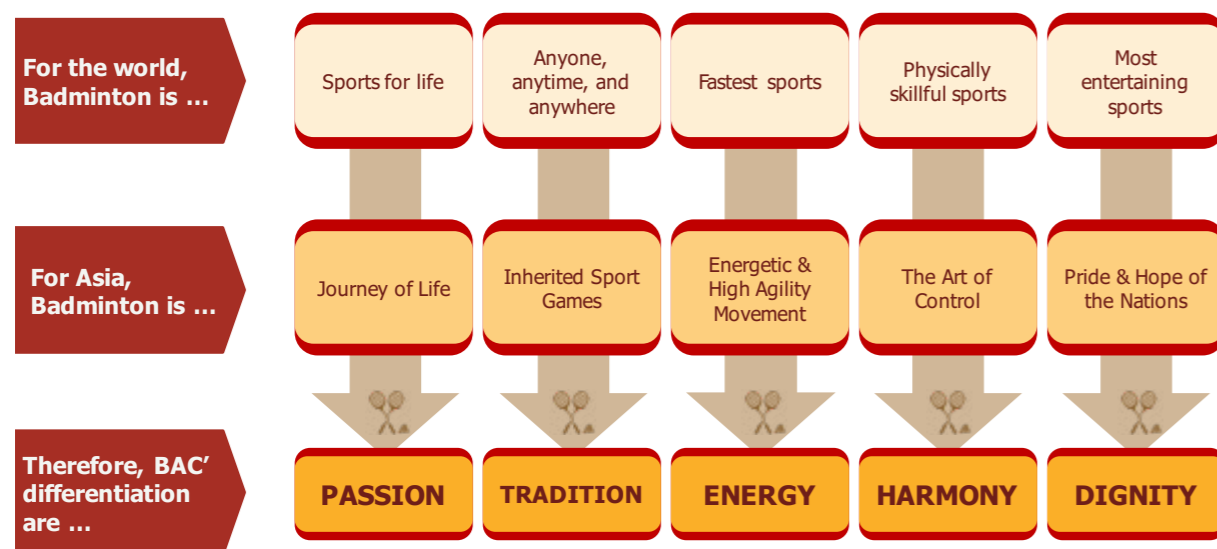 For the world,
Badminton is ...
Sports for life
Anyone,
anytime, and
anywhere
Fastest sports
Physically
skillful sports
Most
entertaining
sports
For Asia,
Badminton is ...
Journey of Life
Inherited Sport
Games
Energetic &
High Agility
Movement
The Art of
Control
Pride & Hope of
the Nations
Therefore, BAC’
differentiation
are ...
PASSION
TRADITION
ENERGY
HARMONY
DIGNITY